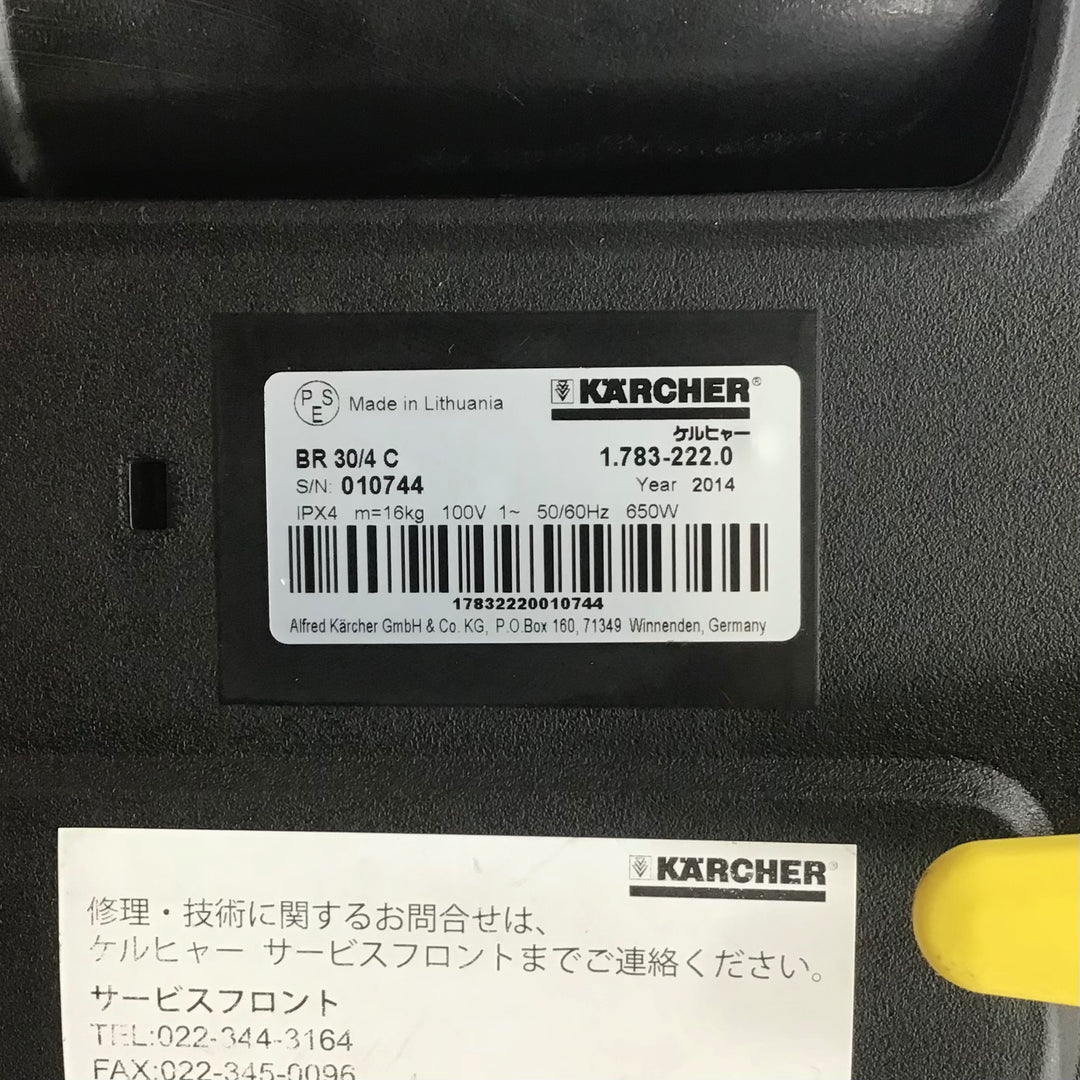 PSE Made in Lithuania
KÄRCHER®
ケルヒャー
BR 30/4 C 1.783-222.0
S/N: 010744 Year 2014
IPX4 m=16kg 100V 1~ 50/60Hz 650W
17832220010744
Alfred Kärcher GmbH & Co. KG, P.O.Box 160, 71349 Winnenden, Germany
KÄRCHER®
修理・技術に関するお問合せは、
ケルヒャー サービスフロントまでご連絡ください。
サービスフロント
TEL:022-344-3164
FAX:022-345-0096